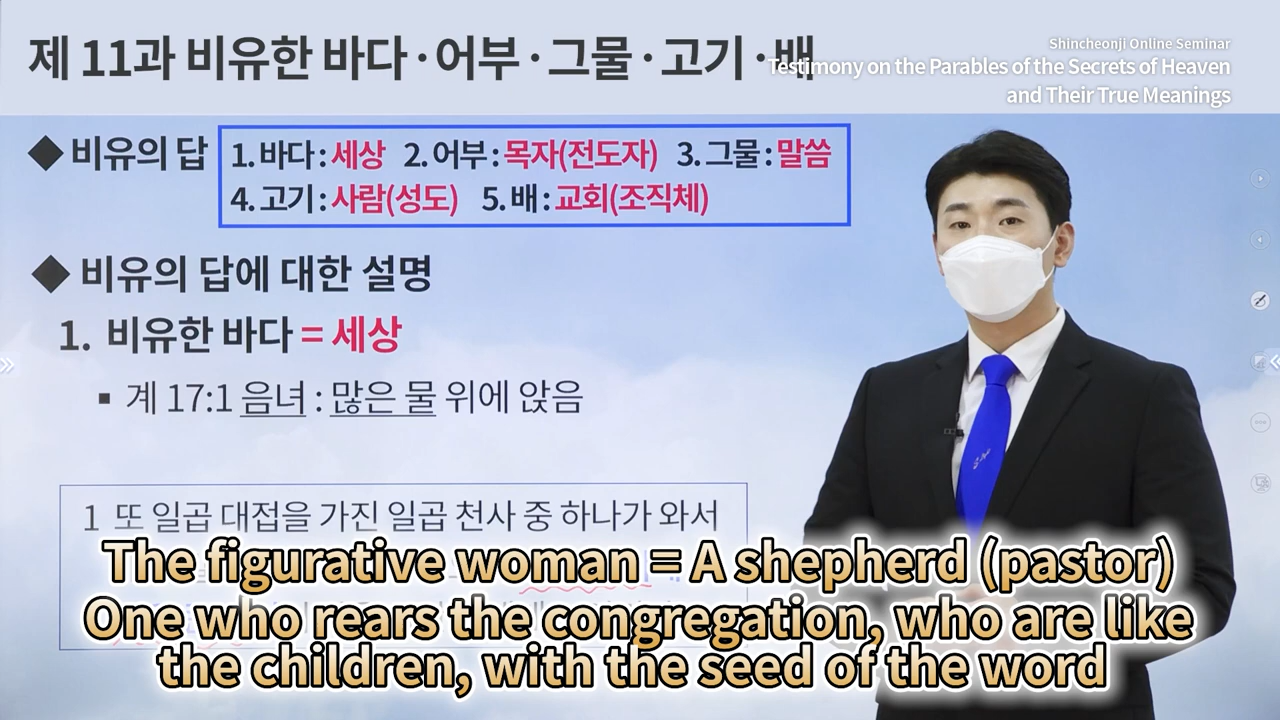 제 11과 비유한 바다·어부·그물·고기·배
Shincheonji Online Seminar
Testimony on the Parables of the Secrets of Heaven
and Their True Meanings
◆ 비유의 답
1. 바다 : 세상 2. 어부 : 목자(전도자) 3. 그물 : 말씀
4. 고기 : 사람(성도) 5. 배 : 교회(조직체)
◆ 비유의 답에 대한 설명
1. 비유한 바다 = 세상
▪ 계 17:1 음녀 : 많은 물 위에 앉음
1 또 일곱 대접을 가진 일곱 천사 중 하나가 와서
The figurative woman = A shepherd (pastor)
One who rears the congregation, who are like
the children, with the seed of the word